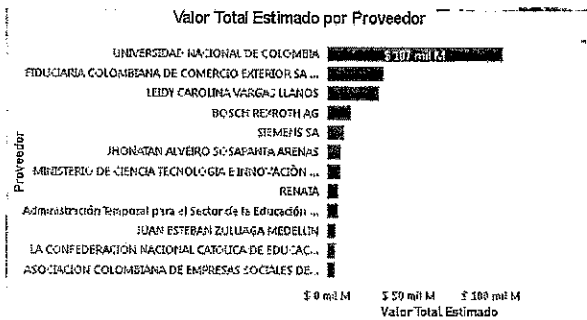 Valor Total Estimado por Proveedor
UNIVERSIDAD NACIONAL DE COLOMBIA
$ 107 mil M
FIDUCIARIA COLOMBIANA DE COMERCIO EXTERIOR SA ...
LEIDY CAROLINA VARGAS LLANOS
BOSCH REXROTH AG
SIEMENS SA
JHONATAN ALVEIRO SOSAPANTA ARENAS
MINISTERIO DE CIENCIA TECNOLOGIA E INNOVACIÓN ...
RENATA
Administración Temporal para el Sector de la Educación ...
JUAN ESTEBAN ZULUAGA MEDELLIN
LA CONFEDERACIÓN NACIONAL CATOLICA DE EDUCAC...
ASOCIACION COLOMBIANA DE EMPRESAS SOCIALES DE...
Proveedor
$ 0 mil M $ 50 mil M $ 100 mil M
Valor Total Estimado